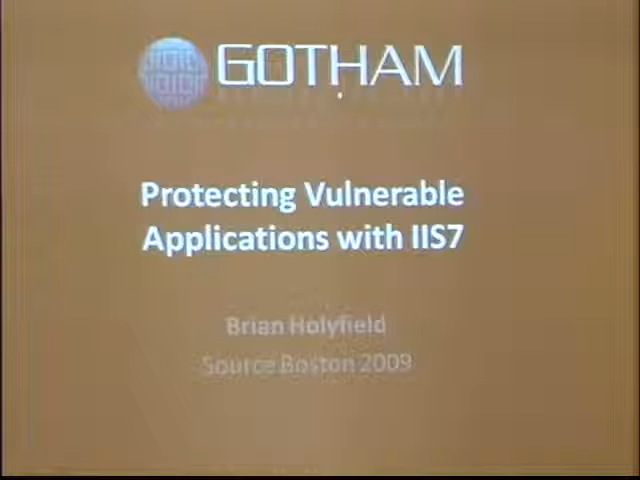 GOTHAM
Protecting Vulnerable
Applications with IIS7
Brian Holyfield
Source Boston 2009